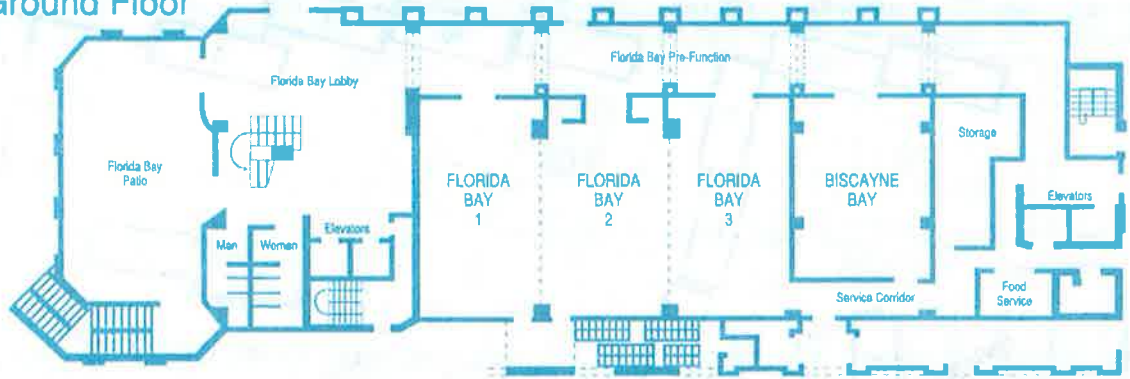 Ground Floor
Florida Bay Pre-Function
Florida Bay Lobby
Storage
Florida Bay
Patio
FLORIDA
BAY
1
FLORIDA
BAY
2
FLORIDA
BAY
3
BISCAYNE
BAY
Elevators
Men
Women
Elevators
Service Corridor
Food
Service